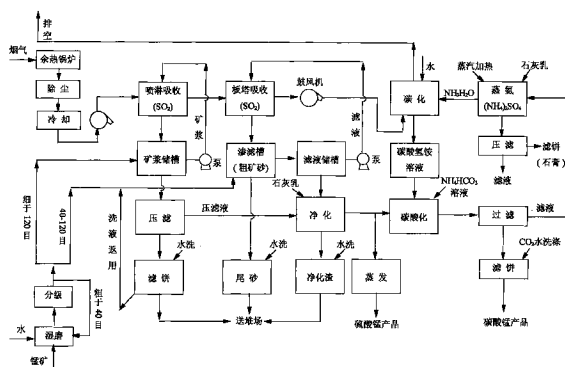 排空
烟气
余热锅炉
除尘
冷却
喷淋吸收
(SO₂)
矿浆
泵
板塔吸收
(SO₂)
鼓风机
滤液
泵
水
碳化
NH₃H₂O
蒸汽加热
石灰乳
蒸氨
(NH₄)₂SO₄
压滤
滤饼
(石膏)
滤液
矿浆储槽
渗滤槽
(粗矿砂)
滤液储槽
碳酸氢铵
溶液
石灰乳
NH₄HCO₃
溶液
压滤
压滤液
净化
碳酸化
过滤
滤液
细于120目
40-120目
洗液返用
水洗
滤饼
水洗
尾砂
水洗
净化渣
蒸发
CO₂水洗涤
滤饼
分级
粗于40目
水
湿磨
锰矿
送堆场
硫酸锰产品
碳酸锰产品